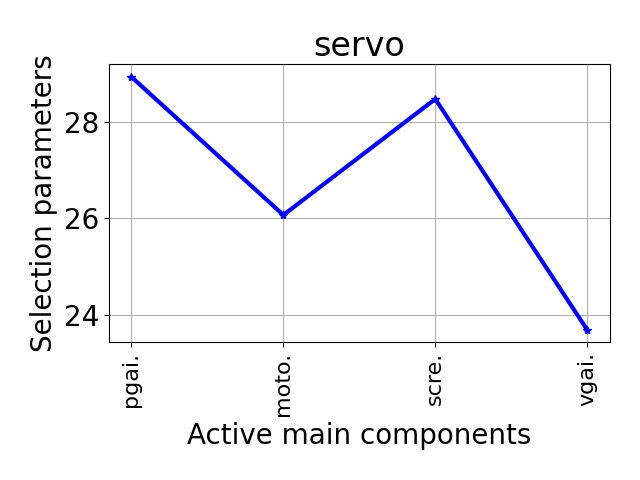 servo
Selection parameters
28
26
24
pgai.
moto.
scre.
vgai.
Active main components